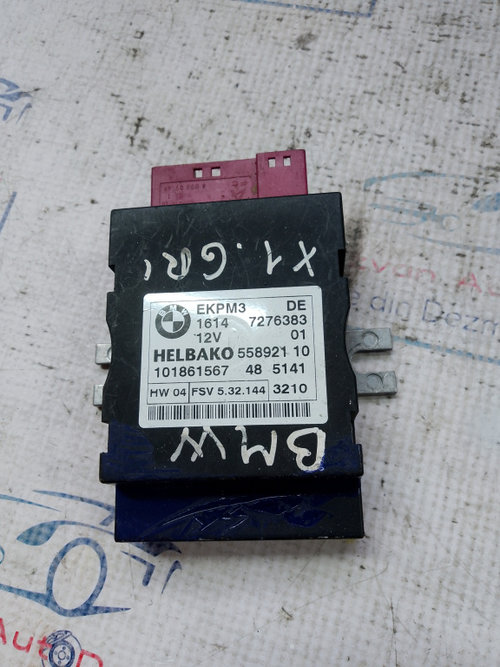 X1. GRI
BMW
EKPM3 DE
1614 7276383
12V 01
HELBAKO 558921 10
101861567 48 5141
HW 04 FSV 5.32.144 3210
BMW